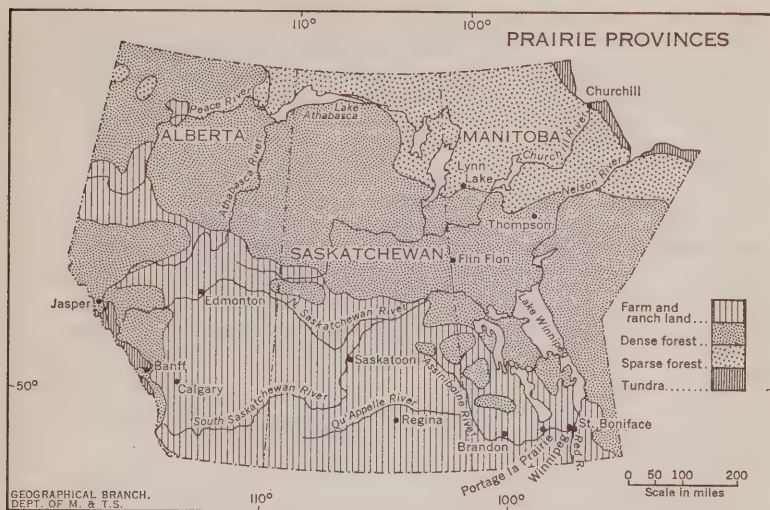 110°
100°
PRAIRIE PROVINCES
Churchill
Peace River
Lake
Athabasca
ALBERTA
MANITOBA
Athabasca River
Lynn
Lake
Church. River
Nelson River
Thompson
SASKATCHEWAN
Flin Flon
Jasper
Edmonton
N. Saskatchewan River
Lake Winnipeg
Farm and
ranch land...
Dense forest..
Sparse forest.
Tundra.......
Banff
Saskatoon
50°
Calgary
Assiniboine River
South Saskatchewan River
Qu'Appelle River
Regina
St. Boniface
Brandon
Portage la Prairie
Winnipeg
Red R.
0 50 100 200
Scale in miles
GEOGRAPHICAL BRANCH,
DEPT. OF M. & T.S.
110°
100°